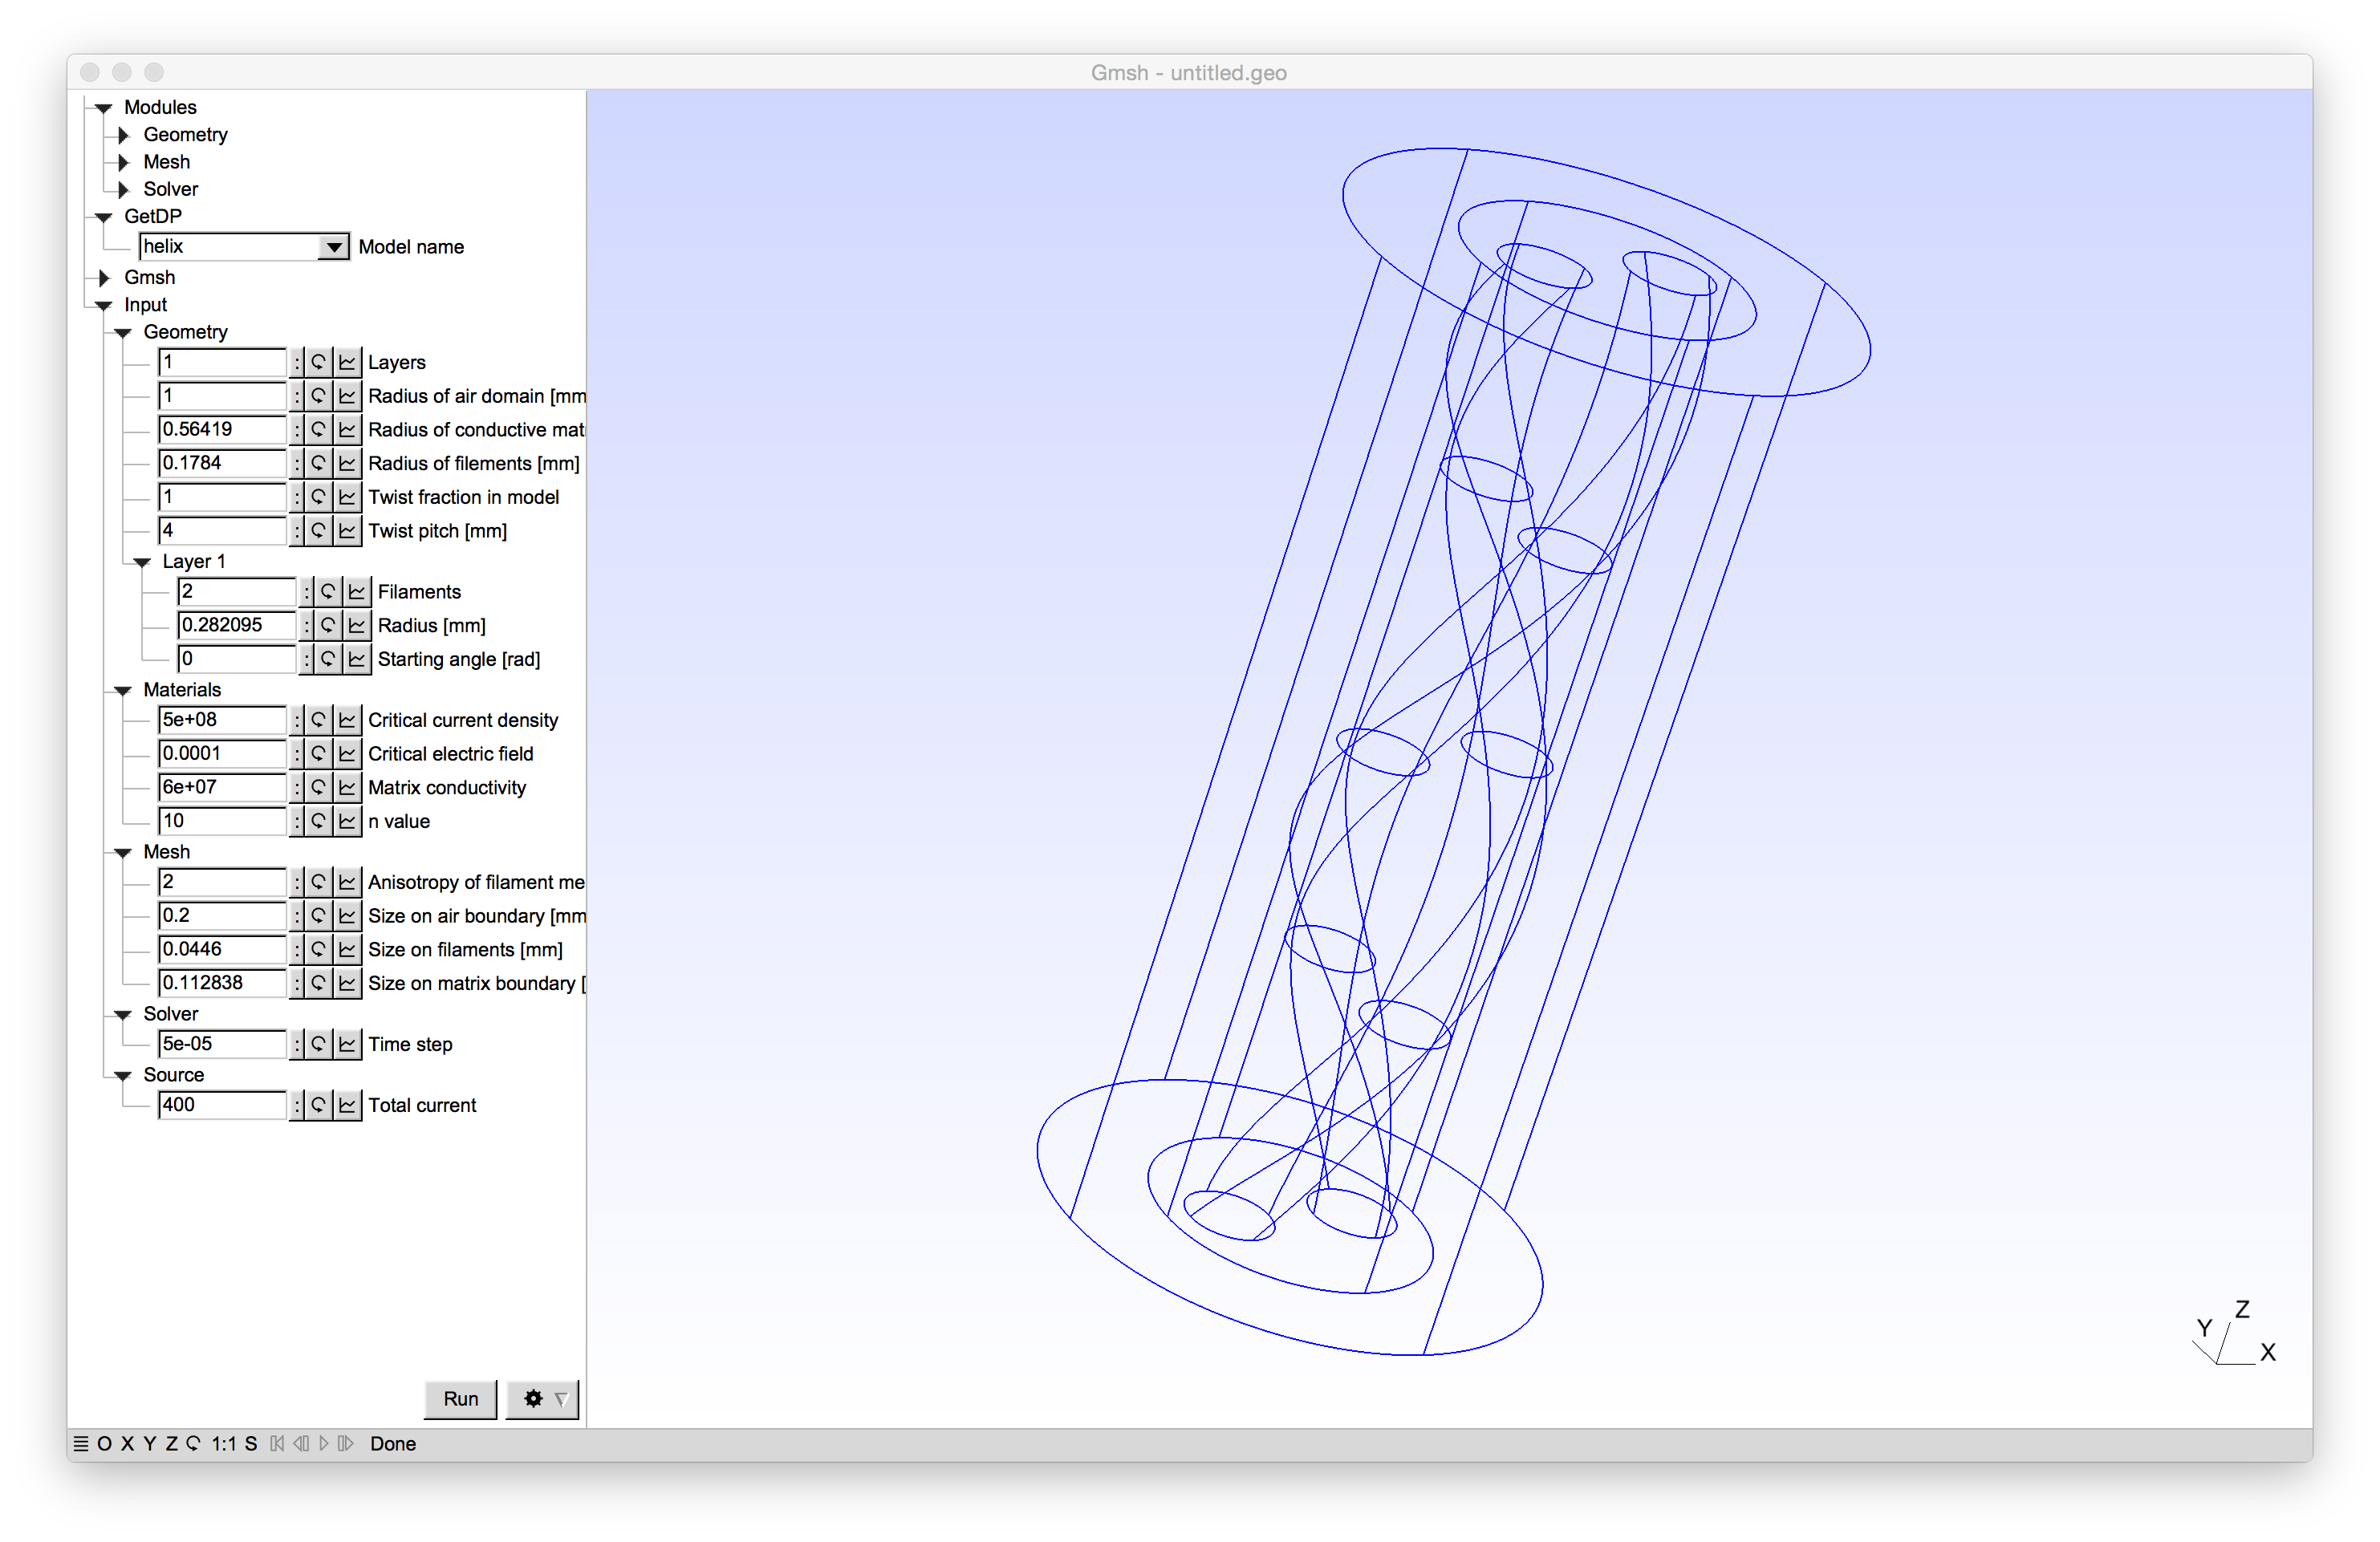 Gmsh - untitled.geo
Modules
Geometry
Mesh
Solver
GetDP
helix Model name
Gmsh
Input
Geometry
1 : Layers
1 : Radius of air domain [mm
0.56419 : Radius of conductive mat
0.1784 : Radius of filements [mm]
1 : Twist fraction in model
4 : Twist pitch [mm]
Layer 1
2 : Filaments
0.282095 : Radius [mm]
0 : Starting angle [rad]
Materials
5e+08 : Critical current density
0.0001 : Critical electric field
6e+07 : Matrix conductivity
10 : n value
Mesh
2 : Anisotropy of filament me
0.2 : Size on air boundary [mm
0.0446 : Size on filaments [mm]
0.112838 : Size on matrix boundary [
Solver
5e-05 : Time step
Source
400 : Total current
Z
Y
X
Run
O X Y Z 1:1 S Done